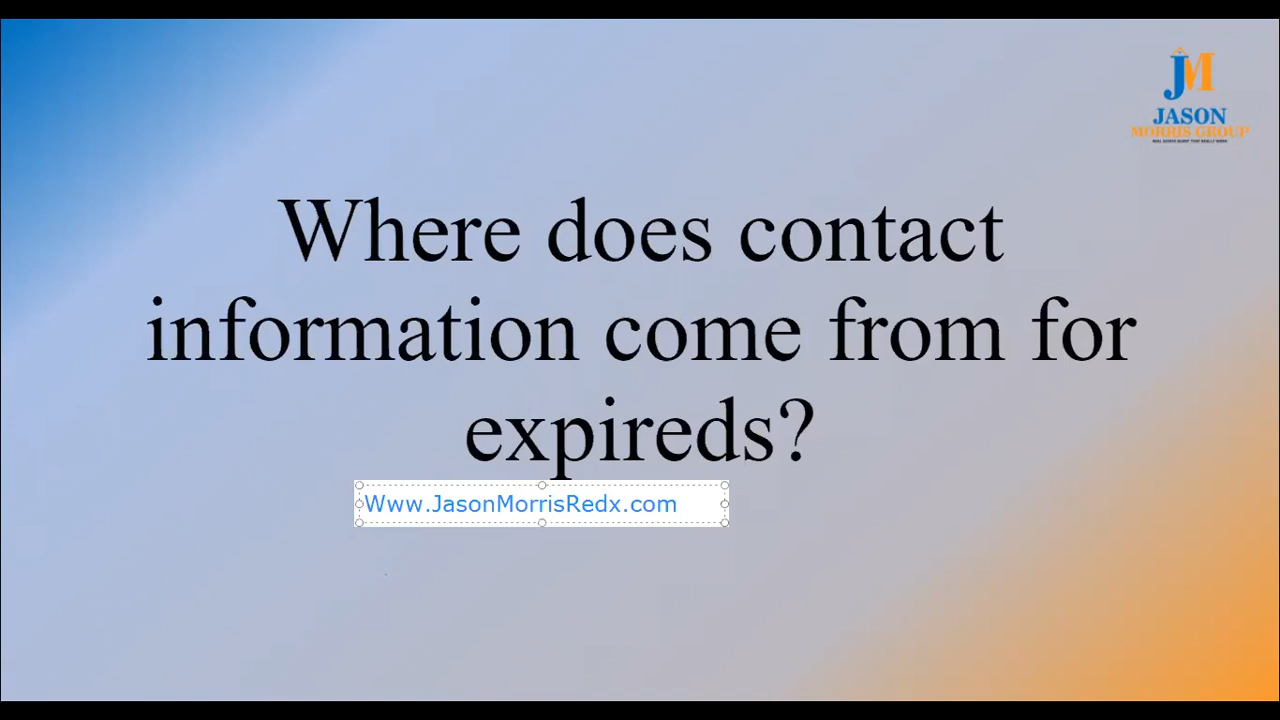 JM
JASON
MORRIS GROUP
Where does contact
information come from for
expireds?
Www.JasonMorrisRedx.com